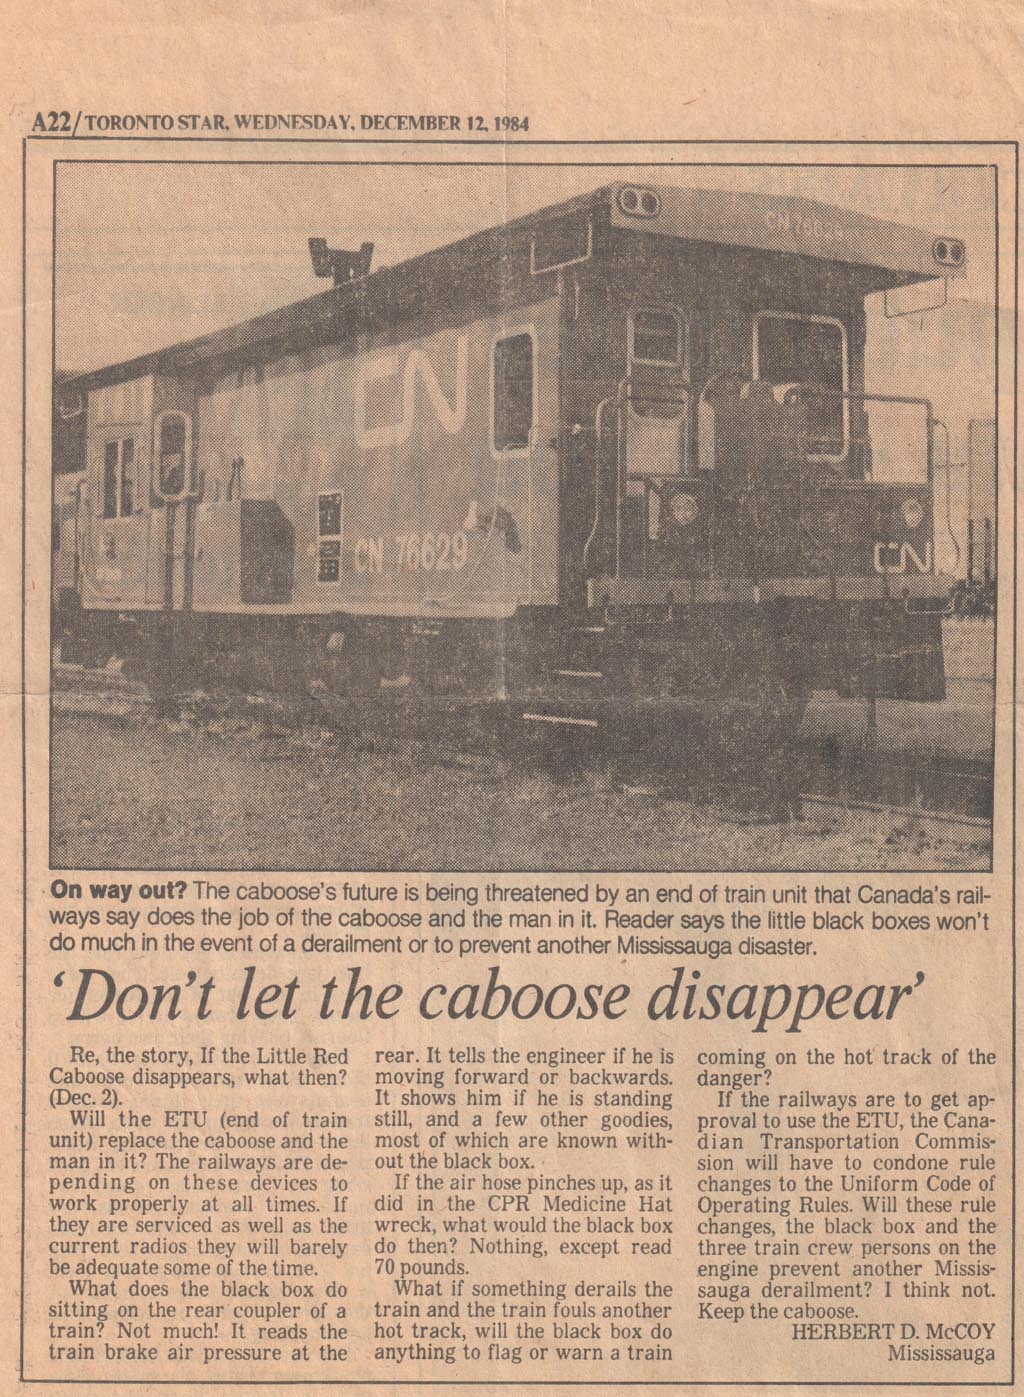 A22/TORONTO STAR, WEDNESDAY, DECEMBER 12, 1984
CN 76629
CN
CN 76629
CN
On way out? The caboose's future is being threatened by an end of train unit that Canada's rail-
ways say does the job of the caboose and the man in it. Reader says the little black boxes won't
do much in the event of a derailment or to prevent another Mississauga disaster.
'Don't let the caboose disappear'
Re, the story, If the Little Red
Caboose disappears, what then?
(Dec. 2).
Will the ETU (end of train
unit) replace the caboose and the
man in it? The railways are de-
pending on these devices to
work properly at all times. If
they are serviced as well as the
current radios they will barely
be adequate some of the time.
What does the black box do
sitting on the rear coupler of a
train? Not much! It reads the
train brake air pressure at the
rear. It tells the engineer if he is
moving forward or backwards.
It shows him if he is standing
still, and a few other goodies,
most of which are known with-
out the black box.
If the air hose pinches up, as it
did in the CPR Medicine Hat
wreck, what would the black box
do then? Nothing, except read
70 pounds.
What if something derails the
train and the train fouls another
hot track, will the black box do
anything to flag or warn a train
coming on the hot track of the
danger?
If the railways are to get ap-
proval to use the ETU, the Cana-
dian Transportation Commis-
sion will have to condone rule
changes to the Uniform Code of
Operating Rules. Will these rule
changes, the black box and the
three train crew persons on the
engine prevent another Missis-
sauga derailment? I think not.
Keep the caboose.
HERBERT D. McCOY
Mississauga